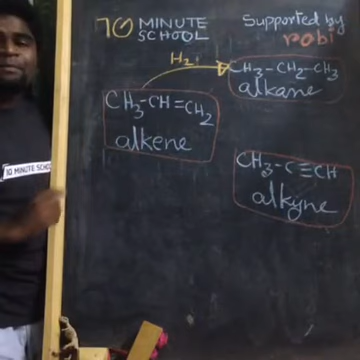 10 MINUTE
SCHOOL
Supported by
robi
H₂
CH₃-CH=CH₂
alkene
CH₃-CH₂-CH₃
alkane
CH₃-C≡CH
alkyne
10 MINUTE SCHO